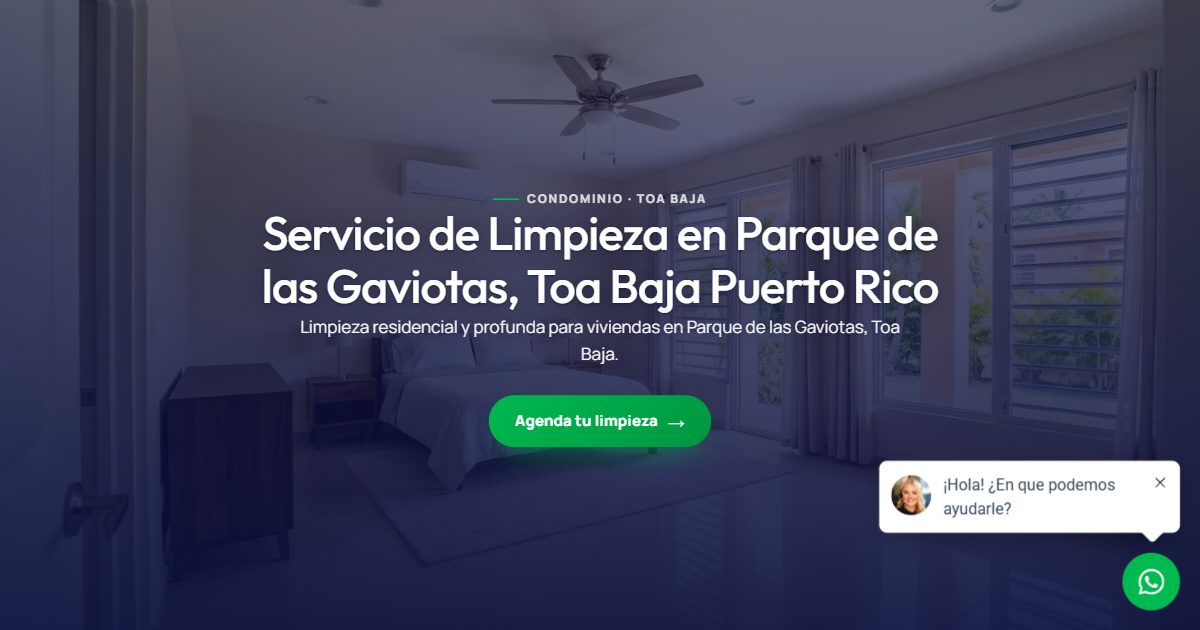 CONDOMINIO · TOA BAJA
Servicio de Limpieza en Parque de
las Gaviotas, Toa Baja Puerto Rico
Limpieza residencial y profunda para viviendas en Parque de las Gaviotas, Toa
Baja.
Agenda tu limpieza →
¡Hola! ¿En que podemos
ayudarle?